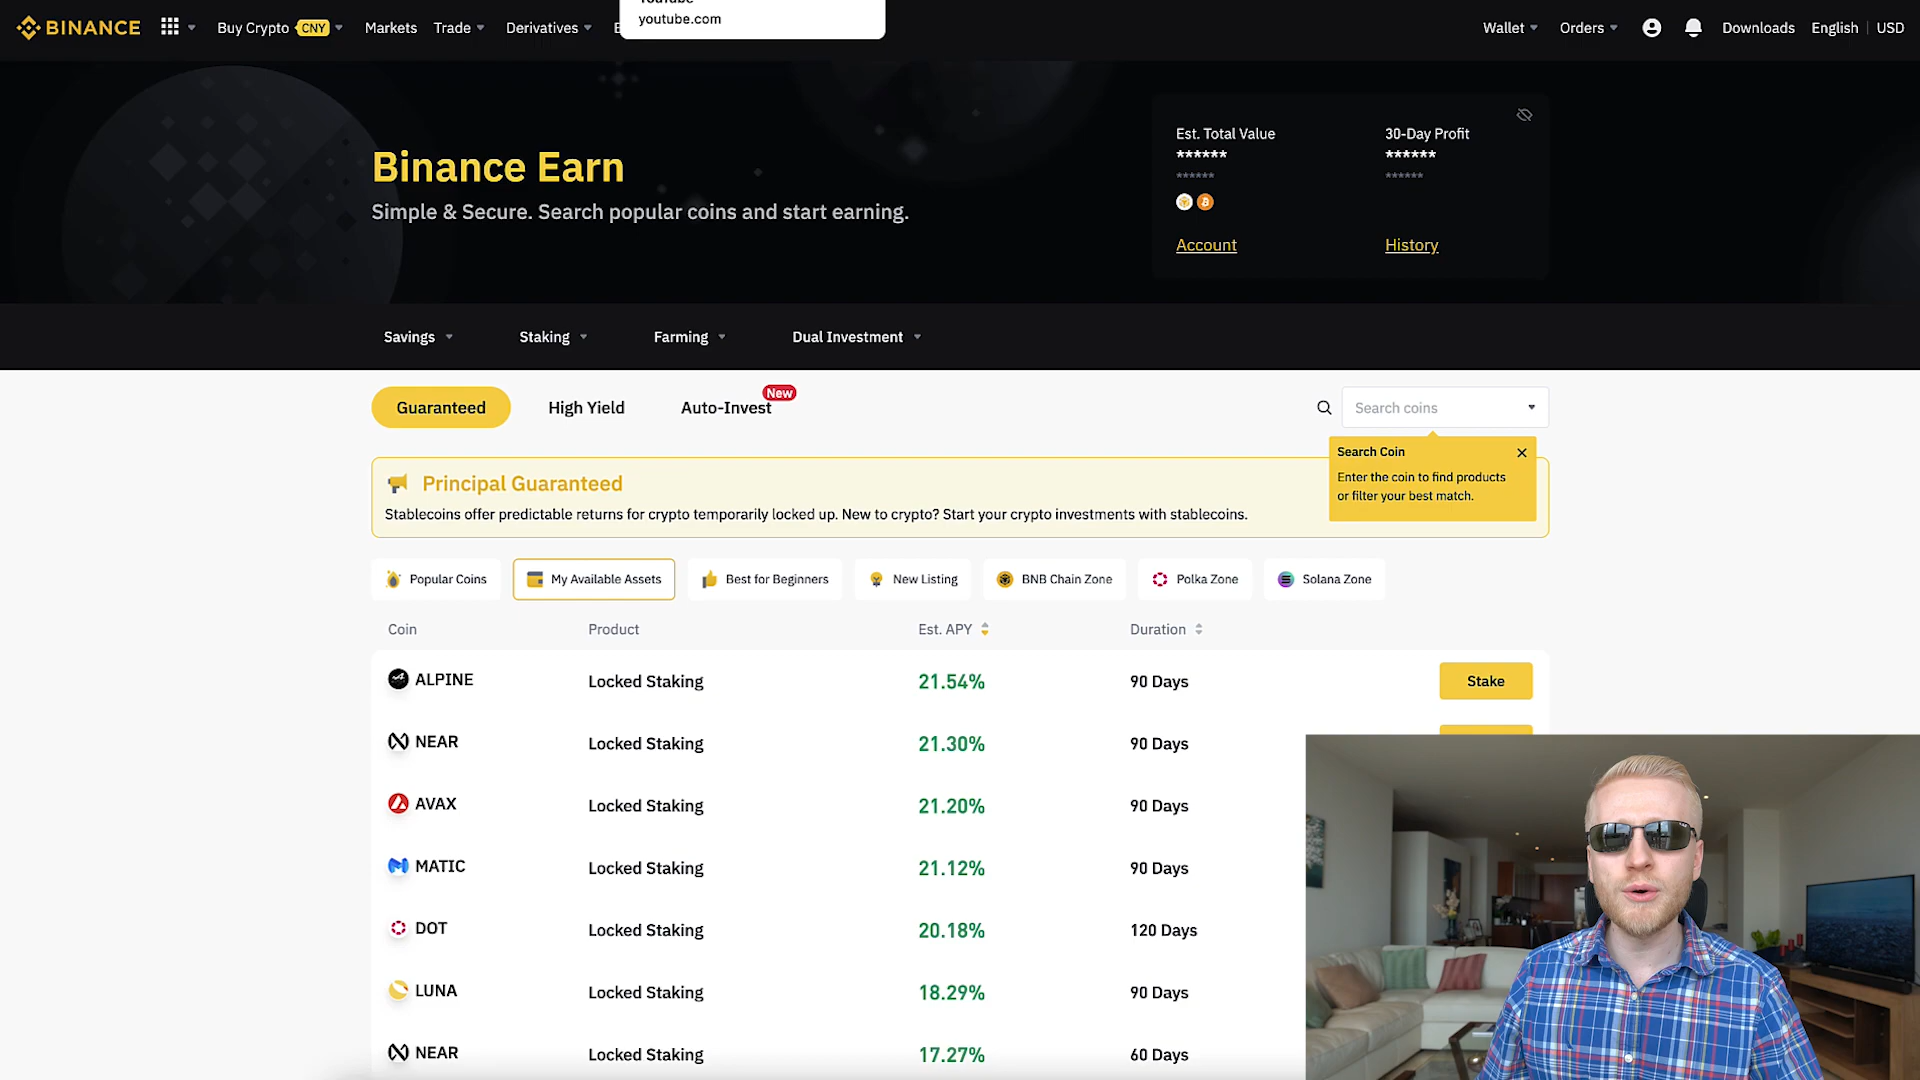 YouTube
youtube.com
BINANCE
Buy Crypto CNY
Markets
Trade
Derivatives
Wallet
Orders
Downloads
English
USD
Binance Earn
Simple & Secure. Search popular coins and start earning.
Est. Total Value
******
******
Account
30-Day Profit
******
******
History
Savings
Staking
Farming
Dual Investment
Guaranteed
High Yield
Auto-Invest
New
Search coins
Search Coin
Enter the coin to find products
or filter your best match.
Principal Guaranteed
Stablecoins offer predictable returns for crypto temporarily locked up. New to crypto? Start your crypto investments with stablecoins.
Popular Coins
My Available Assets
Best for Beginners
New Listing
BNB Chain Zone
Polka Zone
Solana Zone
Coin Product Est. APY Duration
ALPINE Locked Staking 21.54% 90 Days Stake
NEAR Locked Staking 21.30% 90 Days
AVAX Locked Staking 21.20% 90 Days
MATIC Locked Staking 21.12% 90 Days
DOT Locked Staking 20.18% 120 Days
LUNA Locked Staking 18.29% 90 Days
NEAR Locked Staking 17.27% 60 Days